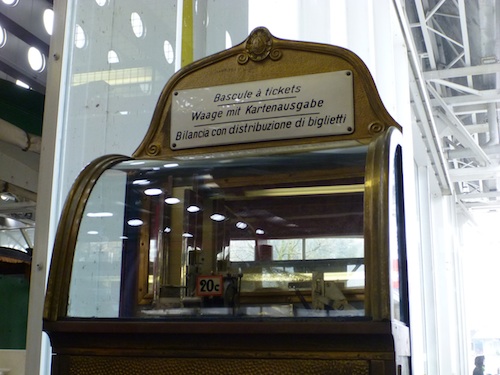 Bascule à tickets
Waage mit Kartenausgabe
Bilancia con distribuzione di biglietti
20c